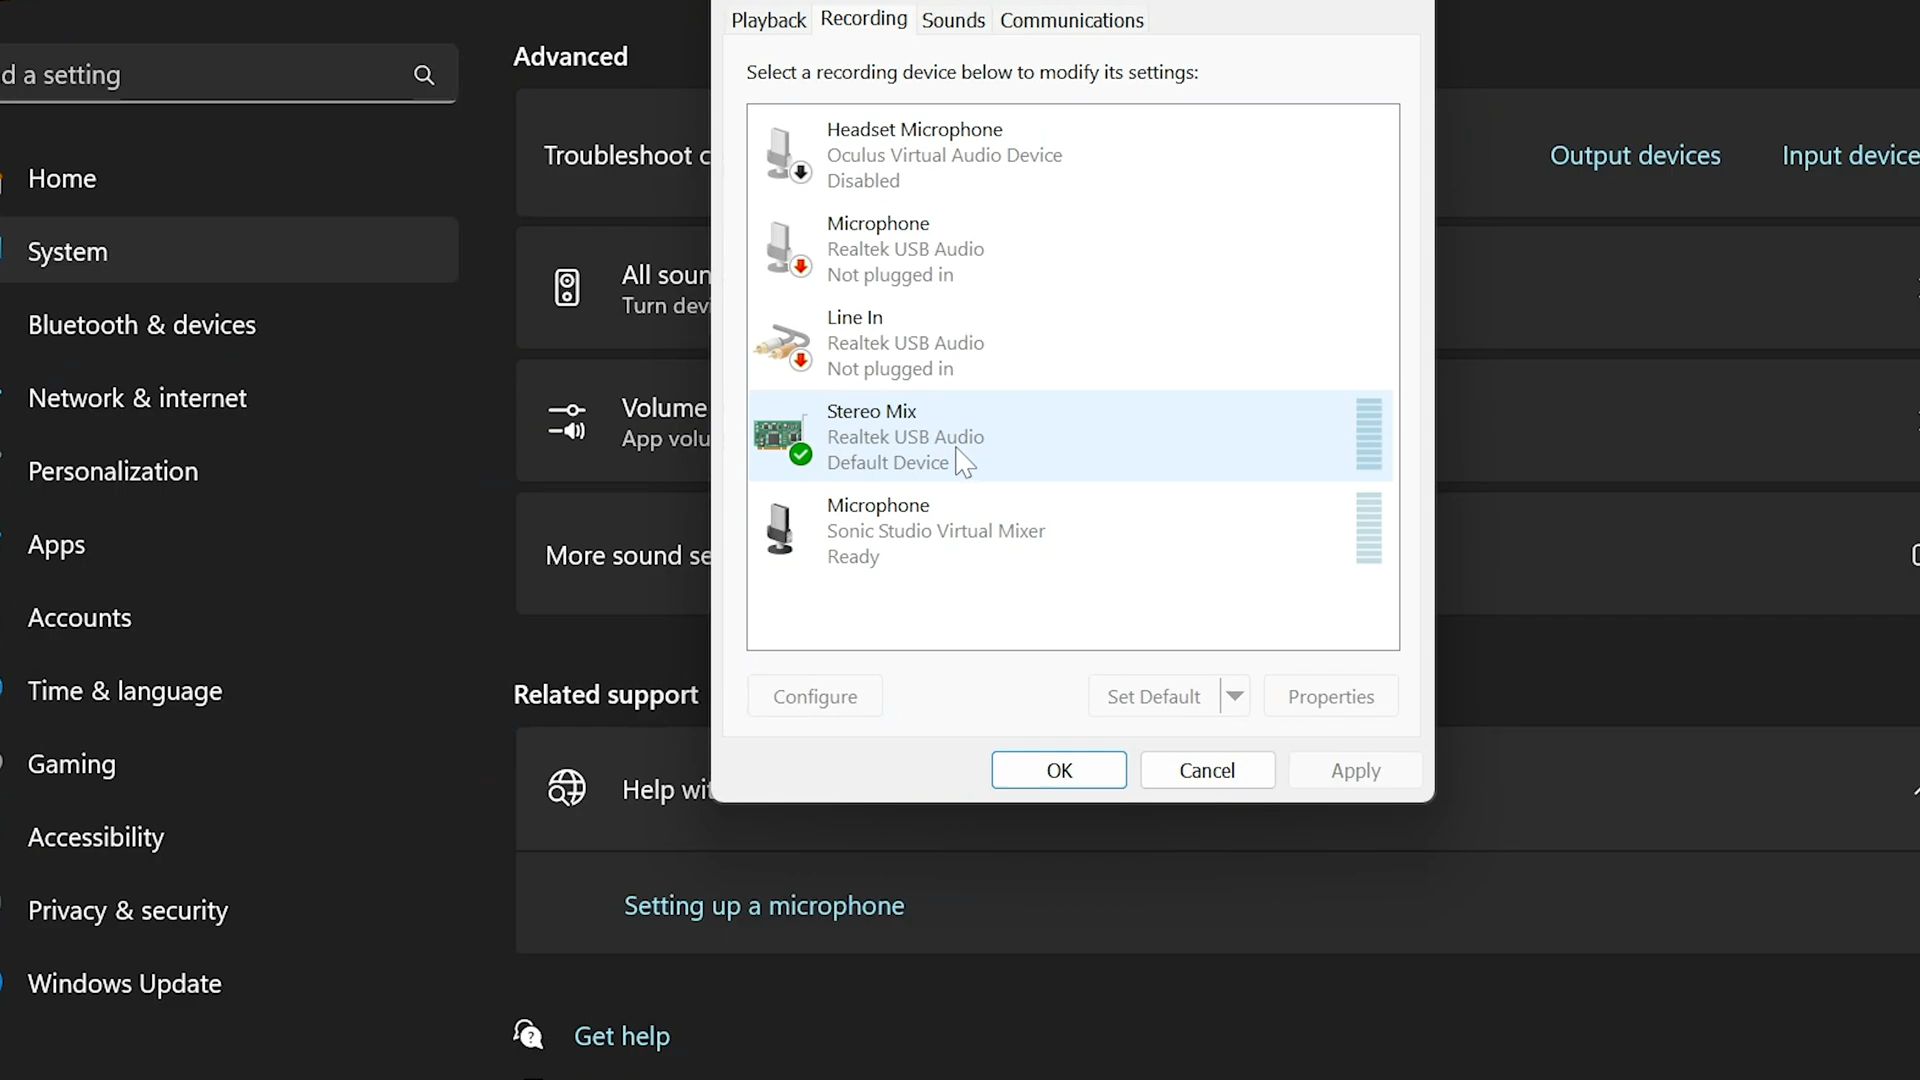 d a setting
Home
System
Bluetooth & devices
Network & internet
Personalization
Apps
Accounts
Time & language
Gaming
Accessibility
Privacy & security
Windows Update
Advanced
Troubleshoot c
Output devices
Input device
All soun
Turn devi
Volume
App volu
More sound se
Related support
Help wit
Setting up a microphone
Get help
Playback
Recording
Sounds
Communications
Select a recording device below to modify its settings:
Headset Microphone
Oculus Virtual Audio Device
Disabled
Microphone
Realtek USB Audio
Not plugged in
Line In
Realtek USB Audio
Not plugged in
Stereo Mix
Realtek USB Audio
Default Device
Microphone
Sonic Studio Virtual Mixer
Ready
Configure
Set Default
Properties
OK
Cancel
Apply